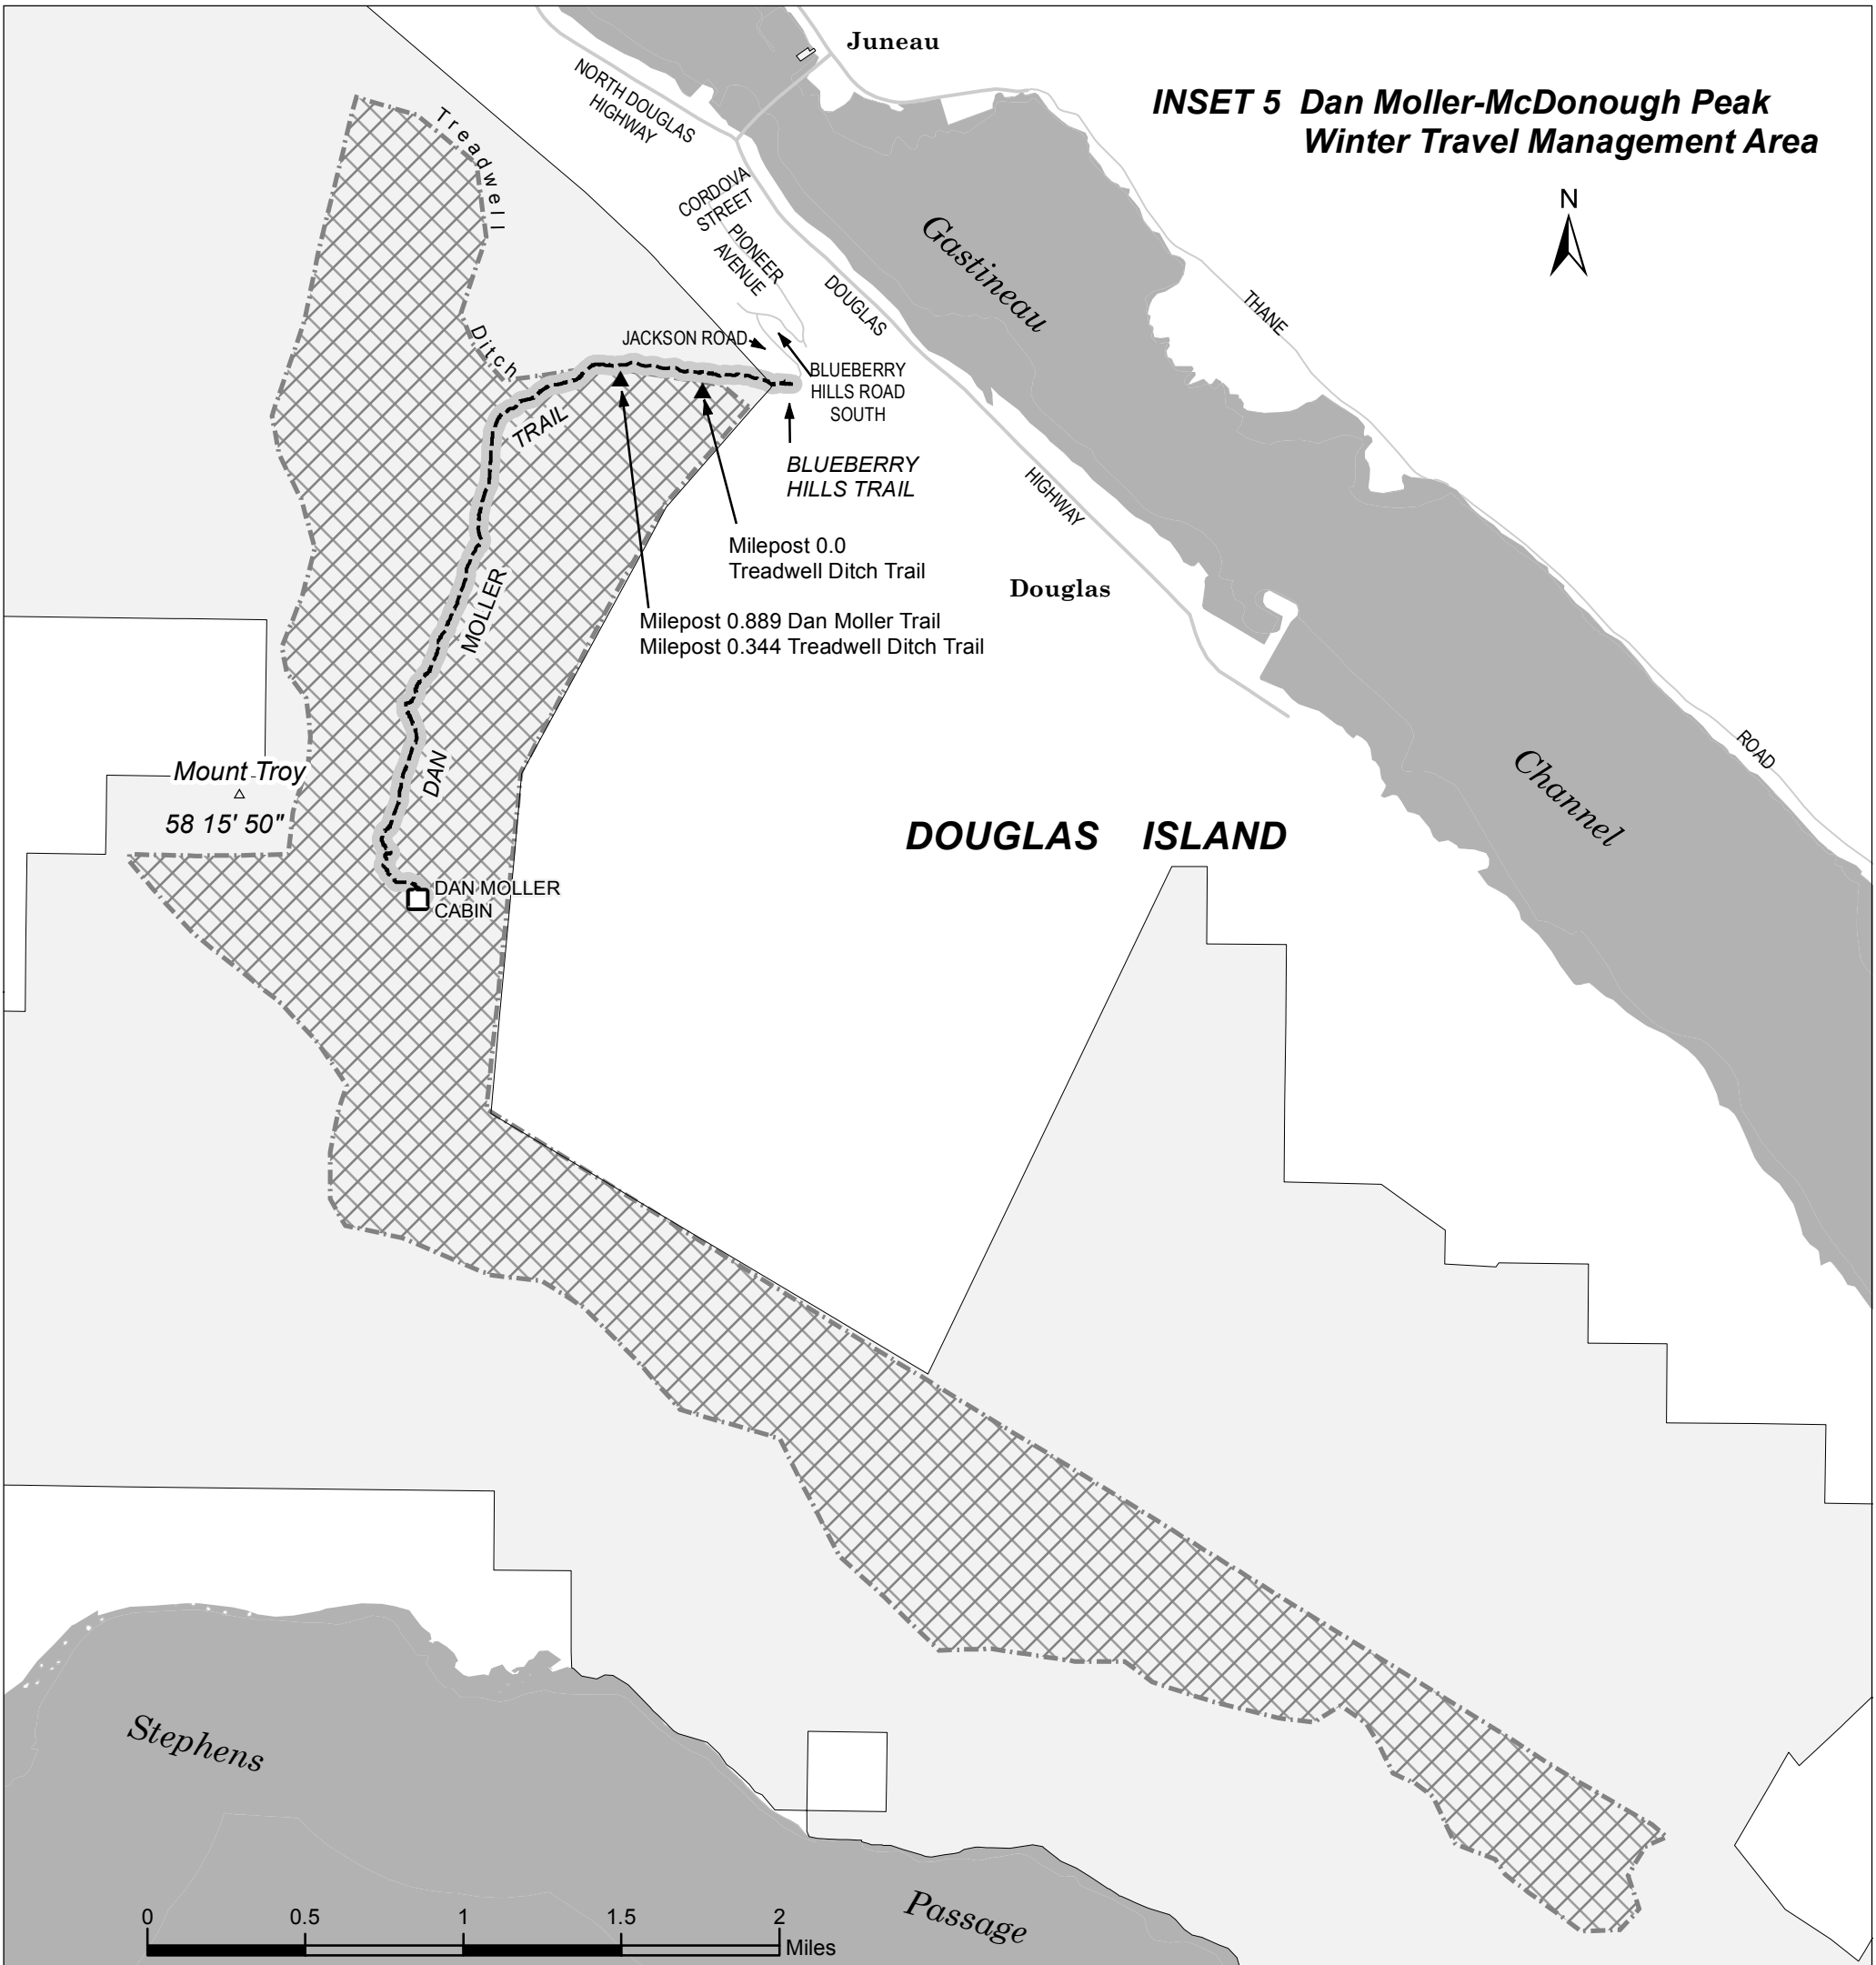 Juneau
INSET 5 Dan Moller-McDonough Peak
Winter Travel Management Area
N
NORTH DOUGLAS
HIGHWAY
Treadwell
CORDOVA
STREET
S
PIONEER
AVENUE
Gastineau
DOUGLAS
THANE
Ditch
JACKSON ROAD
BLUEBERRY
HILLS ROAD
SOUTH
TRAIL
BLUEBERRY
HILLS TRAIL
HIGHWAY
Milepost 0.0
Treadwell Ditch Trail
Douglas
MOLLER
Milepost 0.889 Dan Moller Trail
Milepost 0.344 Treadwell Ditch Trail
ROAD
Mount Troy
58 15' 50"
DAN
Channel
DOUGLAS ISLAND
DAN MOLLER
CABIN
Stephens
Passage
0 0.5 1 1.5 2
Miles